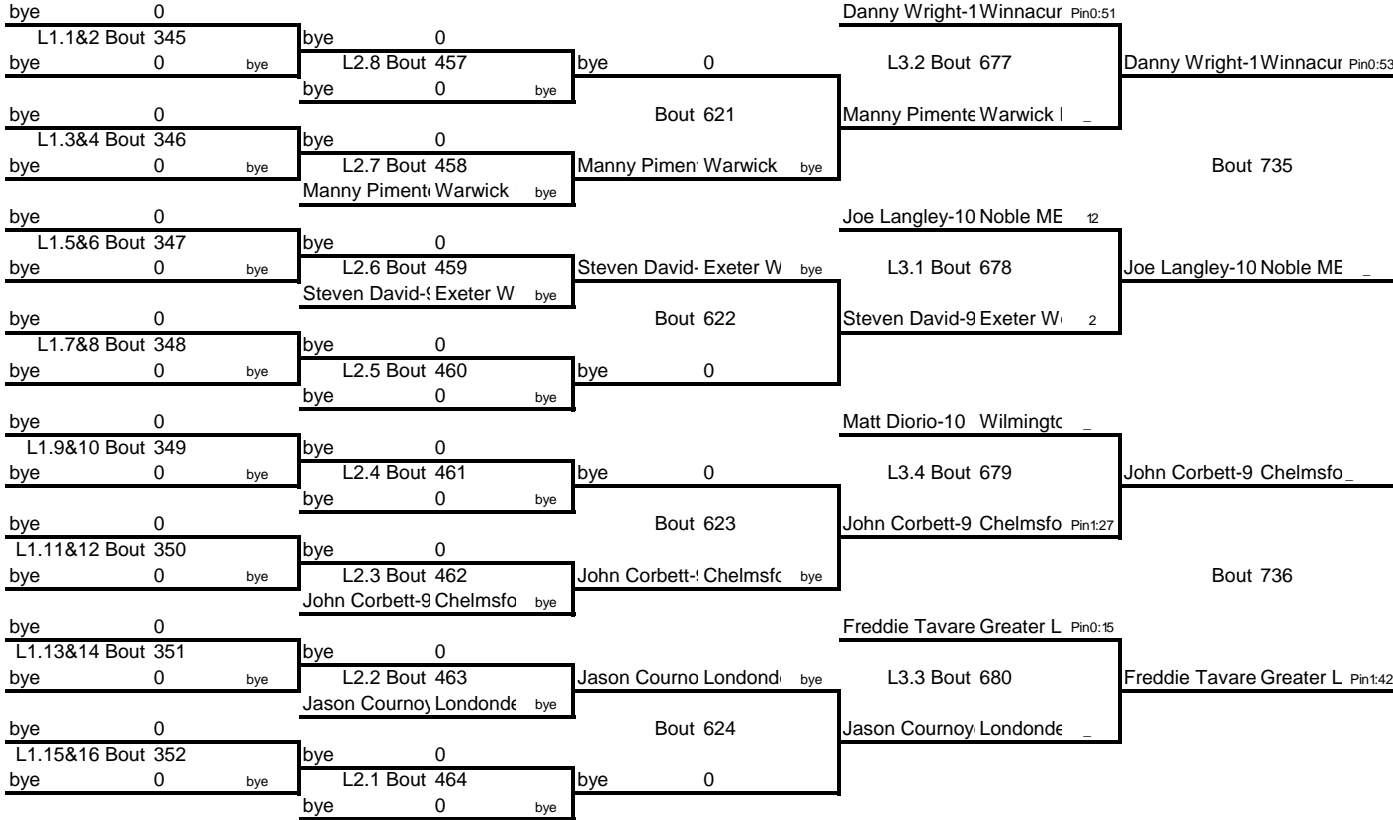 bye 0 Danny Wright-1 Winnacur Pin0:51
L1.1&2 Bout 345 bye 0
bye 0 bye L2.8 Bout 457 bye 0 L3.2 Bout 677 Danny Wright-1 Winnacur Pin0:53
bye 0 bye
bye 0 Bout 621 Manny Pimente Warwick _
L1.3&4 Bout 346 bye 0
bye 0 bye L2.7 Bout 458 Manny Pimen Warwick bye Bout 735
Manny Piment Warwick bye
bye 0 Joe Langley-10 Noble ME 12
L1.5&6 Bout 347 bye 0
bye 0 bye L2.6 Bout 459 Steven David- Exeter W bye L3.1 Bout 678 Joe Langley-10 Noble ME _
Steven David-9 Exeter W bye
bye 0 Bout 622 Steven David-9 Exeter W 2
L1.7&8 Bout 348 bye 0
bye 0 bye L2.5 Bout 460 bye 0
bye 0 bye
bye 0 Matt Diorio-10 Wilmingto _
L1.9&10 Bout 349 bye 0
bye 0 bye L2.4 Bout 461 bye 0 L3.4 Bout 679 John Corbett-9 Chelmsfo _
bye 0 bye
bye 0 Bout 623 John Corbett-9 Chelmsfo Pin1:27
L1.11&12 Bout 350 bye 0
bye 0 bye L2.3 Bout 462 John Corbett-9 Chelmsfo bye Bout 736
John Corbett-9 Chelmsfo bye
bye 0 Freddie Tavare Greater L Pin0:15
L1.13&14 Bout 351 bye 0
bye 0 bye L2.2 Bout 463 Jason Courno Londond bye L3.3 Bout 680 Freddie Tavare Greater L Pin1:42
Jason Cournoy Londonde bye
bye 0 Bout 624 Jason Cournoy Londonde _
L1.15&16 Bout 352 bye 0
bye 0 bye L2.1 Bout 464 bye 0
bye 0 bye